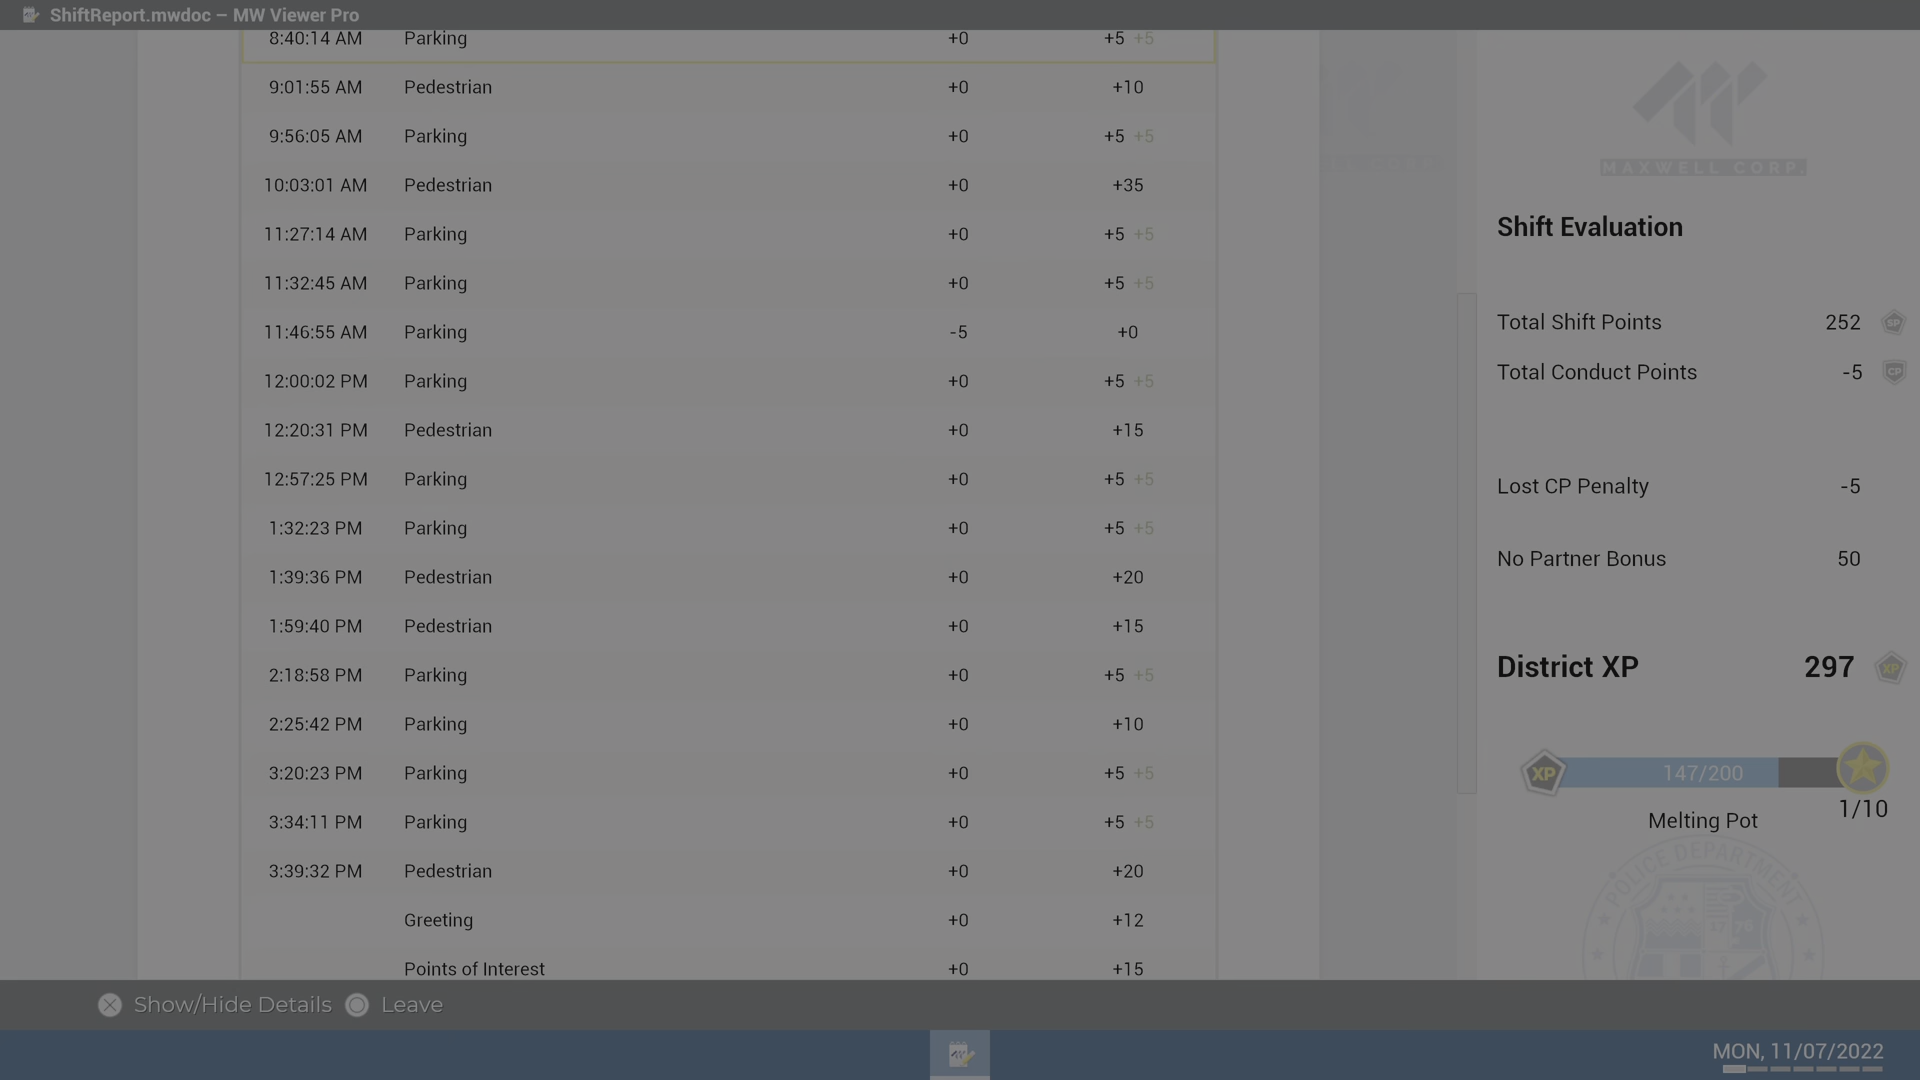 ShiftReport.mwdoc – MW Viewer Pro
8:40:14 AM Parking +0 +5 +5
9:01:55 AM Pedestrian +0 +10
9:56:05 AM Parking +0 +5 +5
10:03:01 AM Pedestrian +0 +35
11:27:14 AM Parking +0 +5 +5
11:32:45 AM Parking +0 +5 +5
11:46:55 AM Parking -5 +0
12:00:02 PM Parking +0 +5 +5
12:20:31 PM Pedestrian +0 +15
12:57:25 PM Parking +0 +5 +5
1:32:23 PM Parking +0 +5 +5
1:39:36 PM Pedestrian +0 +20
1:59:40 PM Pedestrian +0 +15
2:18:58 PM Parking +0 +5 +5
2:25:42 PM Parking +0 +10
3:20:23 PM Parking +0 +5 +5
3:34:11 PM Parking +0 +5 +5
3:39:32 PM Pedestrian +0 +20
Greeting +0 +12
Points of Interest +0 +15
MAXWELL CORP.
Shift Evaluation
Total Shift Points 252 SP
Total Conduct Points -5 CP
Lost CP Penalty -5
No Partner Bonus 50
District XP 297 XP
XP 147/200
1/10
Melting Pot
POLICE DEPARTMENT
Show/Hide Details Leave
MON, 11/07/2022